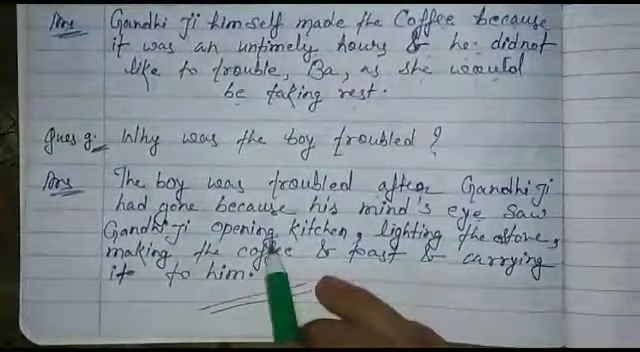 Ans Gandhi Ji himself made the Coffee because
it was an untimely hours & he didnot
like to trouble, Ba, as she would
be taking rest.
Ques 9. Why was the boy troubled ?
Ans The boy was troubled after Gandhi Ji
had gone because his mind's eye saw
Gandhi Ji opening kitchen, lighting the stove,
making the coffee & toast & carrying
it to him.